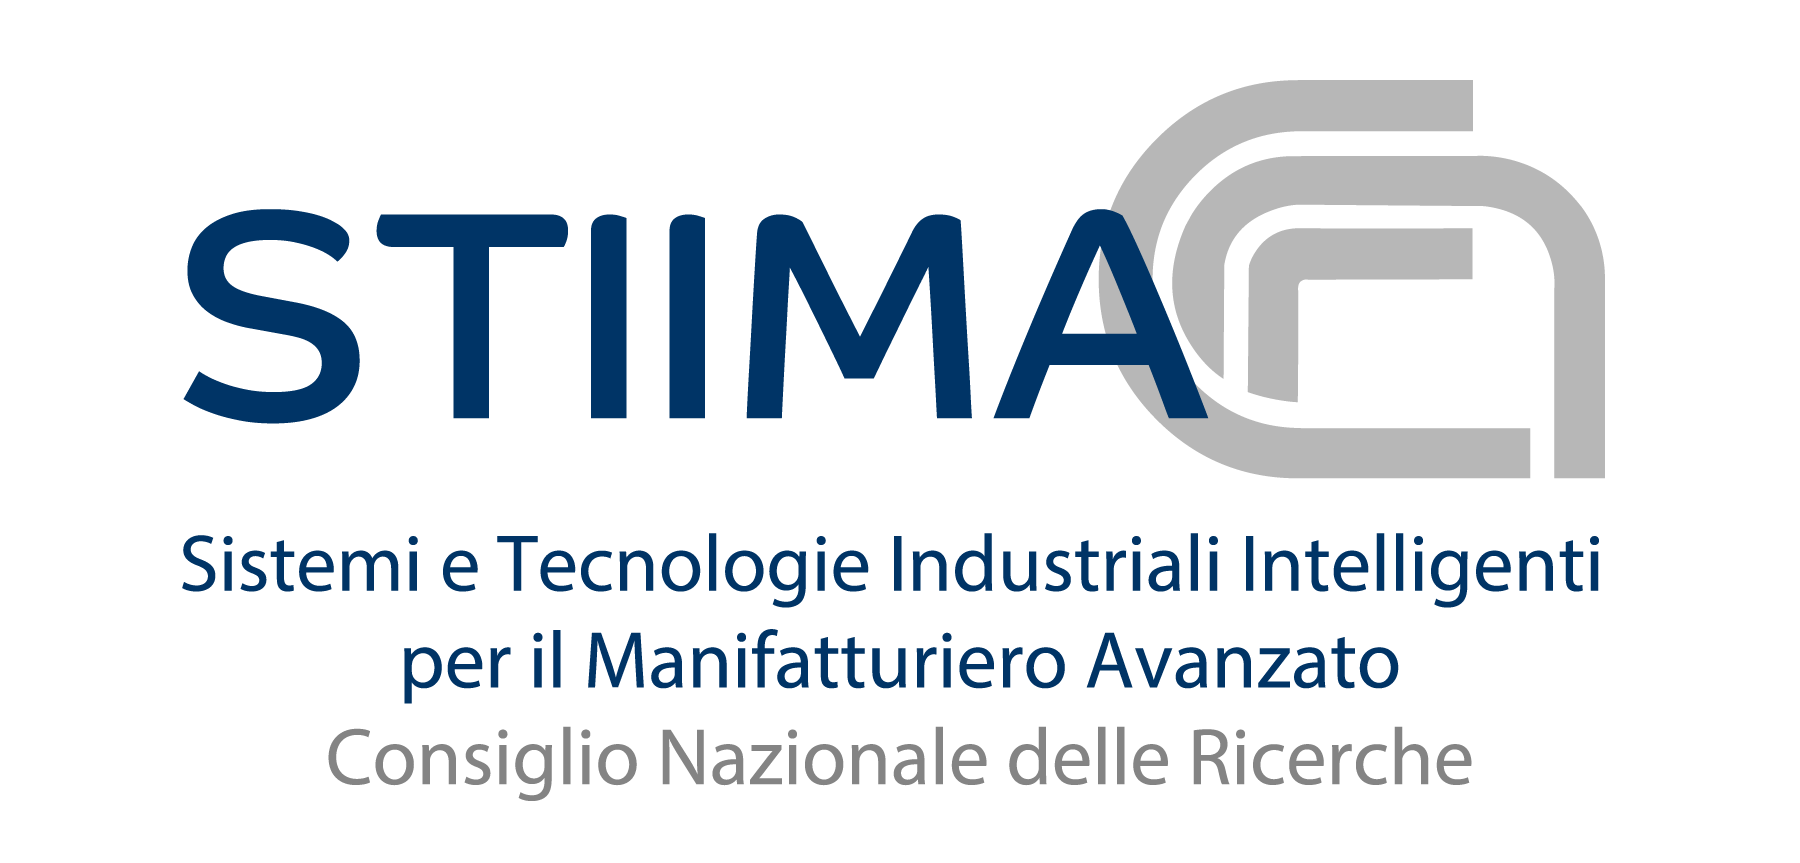 STIIMA
Sistemi e Tecnologie Industriali Intelligenti
per il Manifatturiero Avanzato
Consiglio Nazionale delle Ricerche